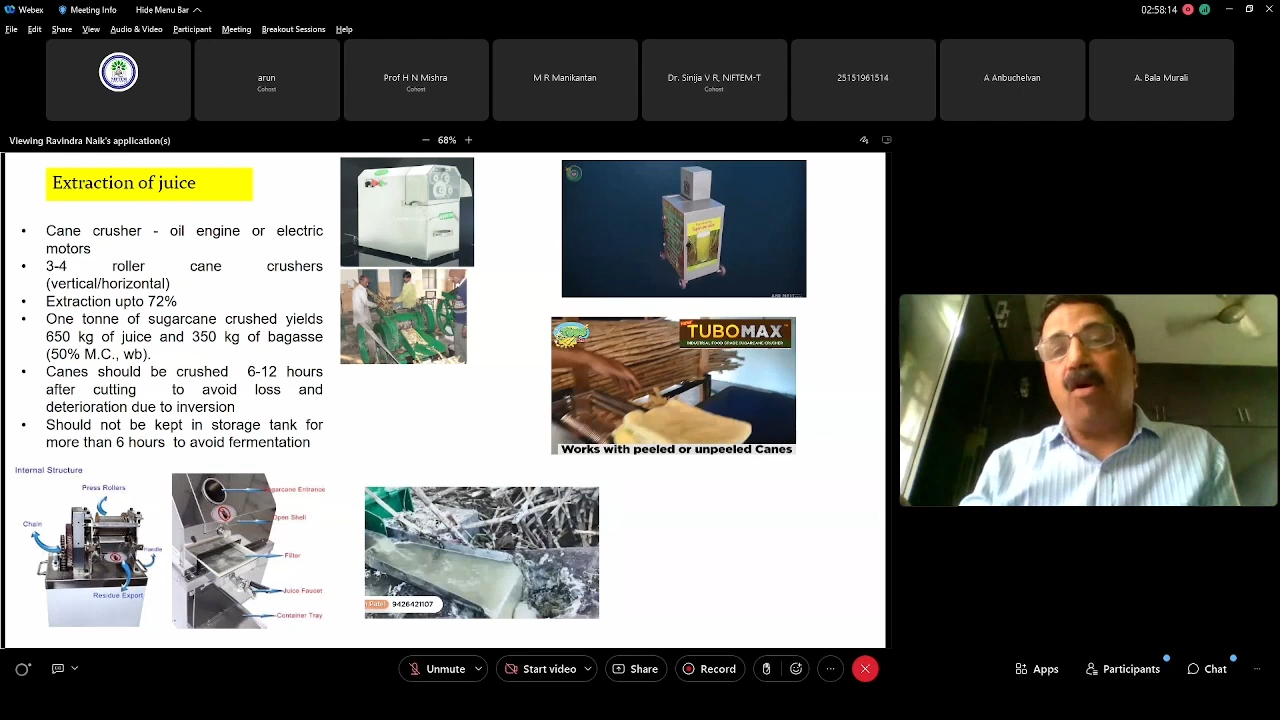 Webex
Meeting Info
Hide Menu Bar
02:58:14
File Edit Share View Audio & Video Participant Meeting Breakout Sessions Help
arun
Cohost
Prof H N Mishra
Cohost
M R Manikantan
Dr. Sinija V R, NIFTEM-T
Cohost
25151961514
A Anbuchelvan
A. Bala Murali
Viewing Ravindra Naik's application(s)
68%
Extraction of juice
• Cane crusher - oil engine or electric
motors
• 3-4 roller cane crushers
(vertical/horizontal)
• Extraction upto 72%
• One tonne of sugarcane crushed yields
650 kg of juice and 350 kg of bagasse
(50% M.C., wb).
• Canes should be crushed 6-12 hours
after cutting to avoid loss and
deterioration due to inversion
• Should not be kept in storage tank for
more than 6 hours to avoid fermentation
TUBOMAX
INDUSTRIAL FOOD GRADE SUGARCANE CRUSHER
Works with peeled or unpeeled Canes
Internal Structure
Press Rollers
Chain
Handle
Residue Export
Sugarcane Entrance
Open Shell
Filter
Juice Faucet
Container Tray
Patel 9426421107
Unmute
Start video
Share
Record
Apps
Participants
Chat